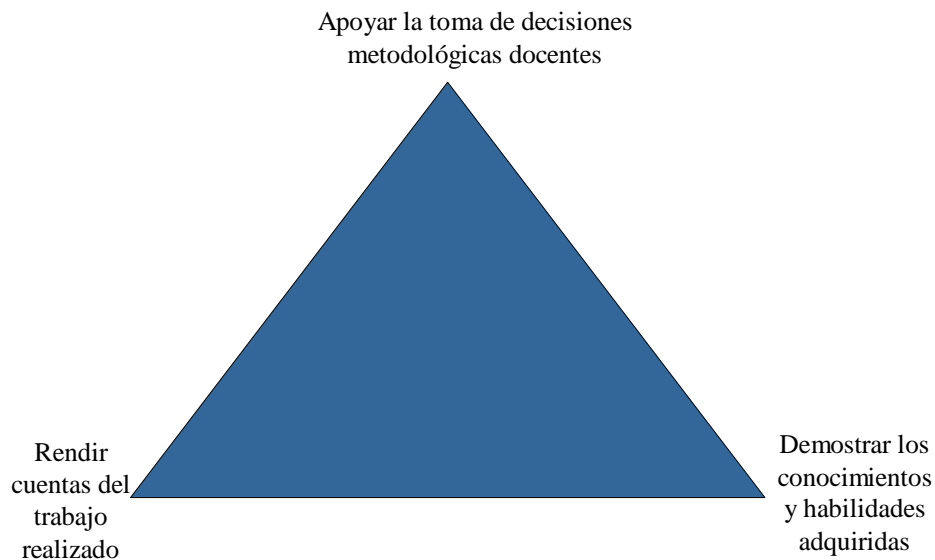 Apoyar la toma de decisiones
metodológicas docentes
Rendir
cuentas del
trabajo
realizado
Demostrar los
conocimientos
y habilidades
adquiridas